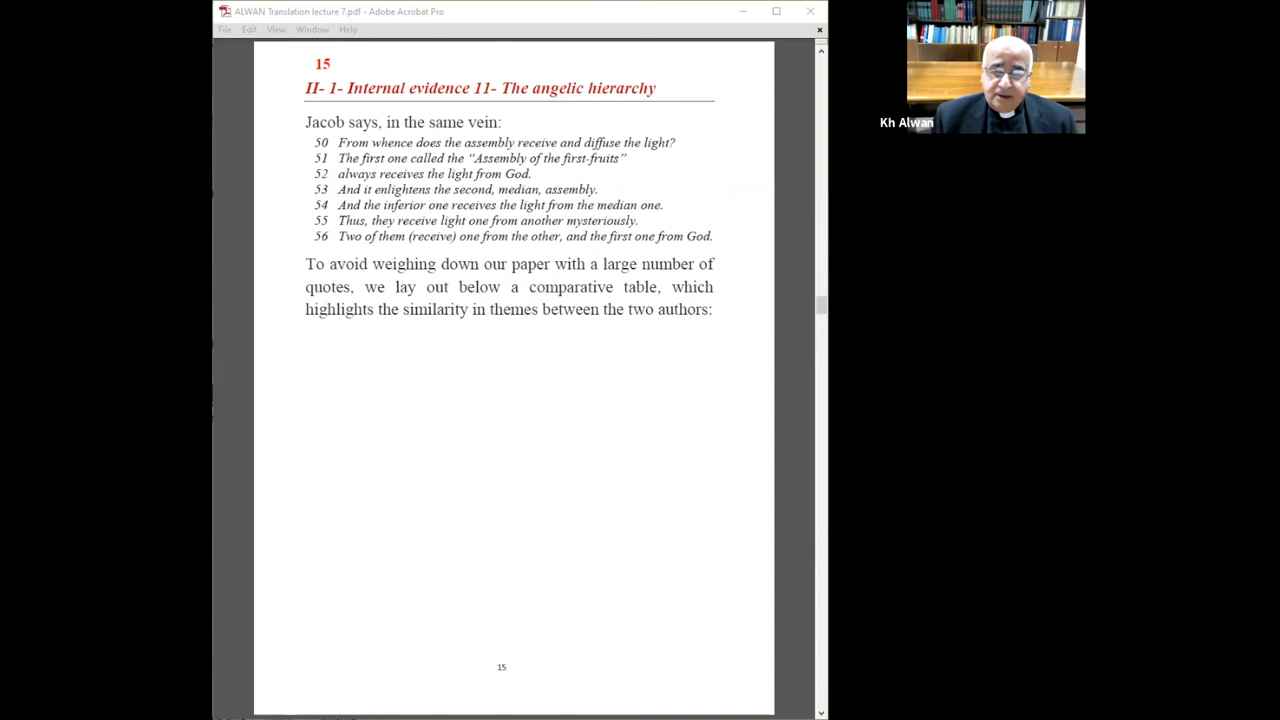 ALWAN Translation lecture 7.pdf - Adobe Acrobat Pro
File Edit View Window Help
15
II- 1- Internal evidence 11- The angelic hierarchy
Jacob says, in the same vein:
50 From whence does the assembly receive and diffuse the light?
51 The first one called the “Assembly of the first-fruits”
52 always receives the light from God.
53 And it enlightens the second, median, assembly.
54 And the inferior one receives the light from the median one.
55 Thus, they receive light one from another mysteriously.
56 Two of them (receive) one from the other, and the first one from God.
To avoid weighing down our paper with a large number of
quotes, we lay out below a comparative table, which
highlights the similarity in themes between the two authors:
15
Kh Alwan